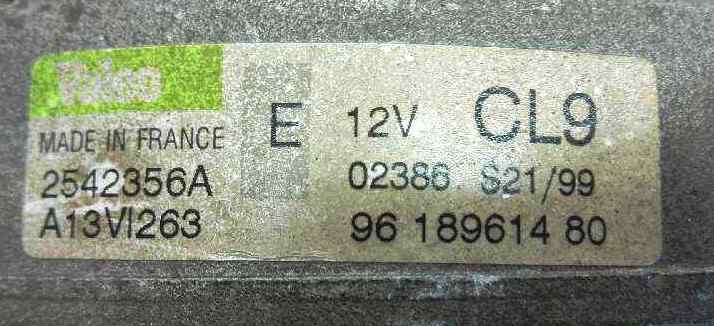 Valeo
MADE IN FRANCE E 12V CL9
2542356A 02386 S21/99
A13VI263 96 189614 80